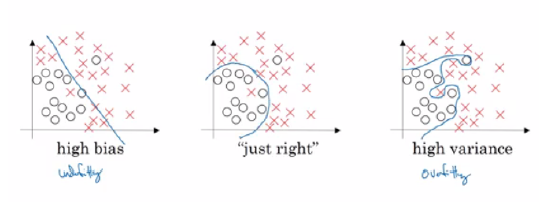 high bias
"just right"
high variance
underfitting
overfitting